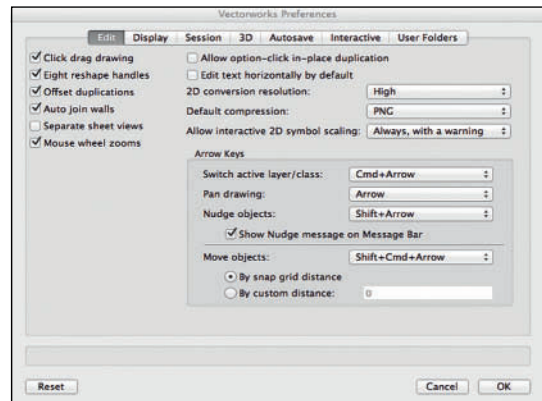 Vectorworks Preferences
Edit Display Session 3D Autosave Interactive User Folders
Click drag drawing
Eight reshape handles
Offset duplications
Auto join walls
Separate sheet views
Mouse wheel zooms
Allow option-click in-place duplication
Edit text horizontally by default
2D conversion resolution: High
Default compression: PNG
Allow interactive 2D symbol scaling: Always, with a warning
Arrow Keys
Switch active layer/class: Cmd+Arrow
Pan drawing: Arrow
Nudge objects: Shift+Arrow
Show Nudge message on Message Bar
Move objects: Shift+Cmd+Arrow
By snap grid distance
By custom distance: 0
Reset Cancel OK